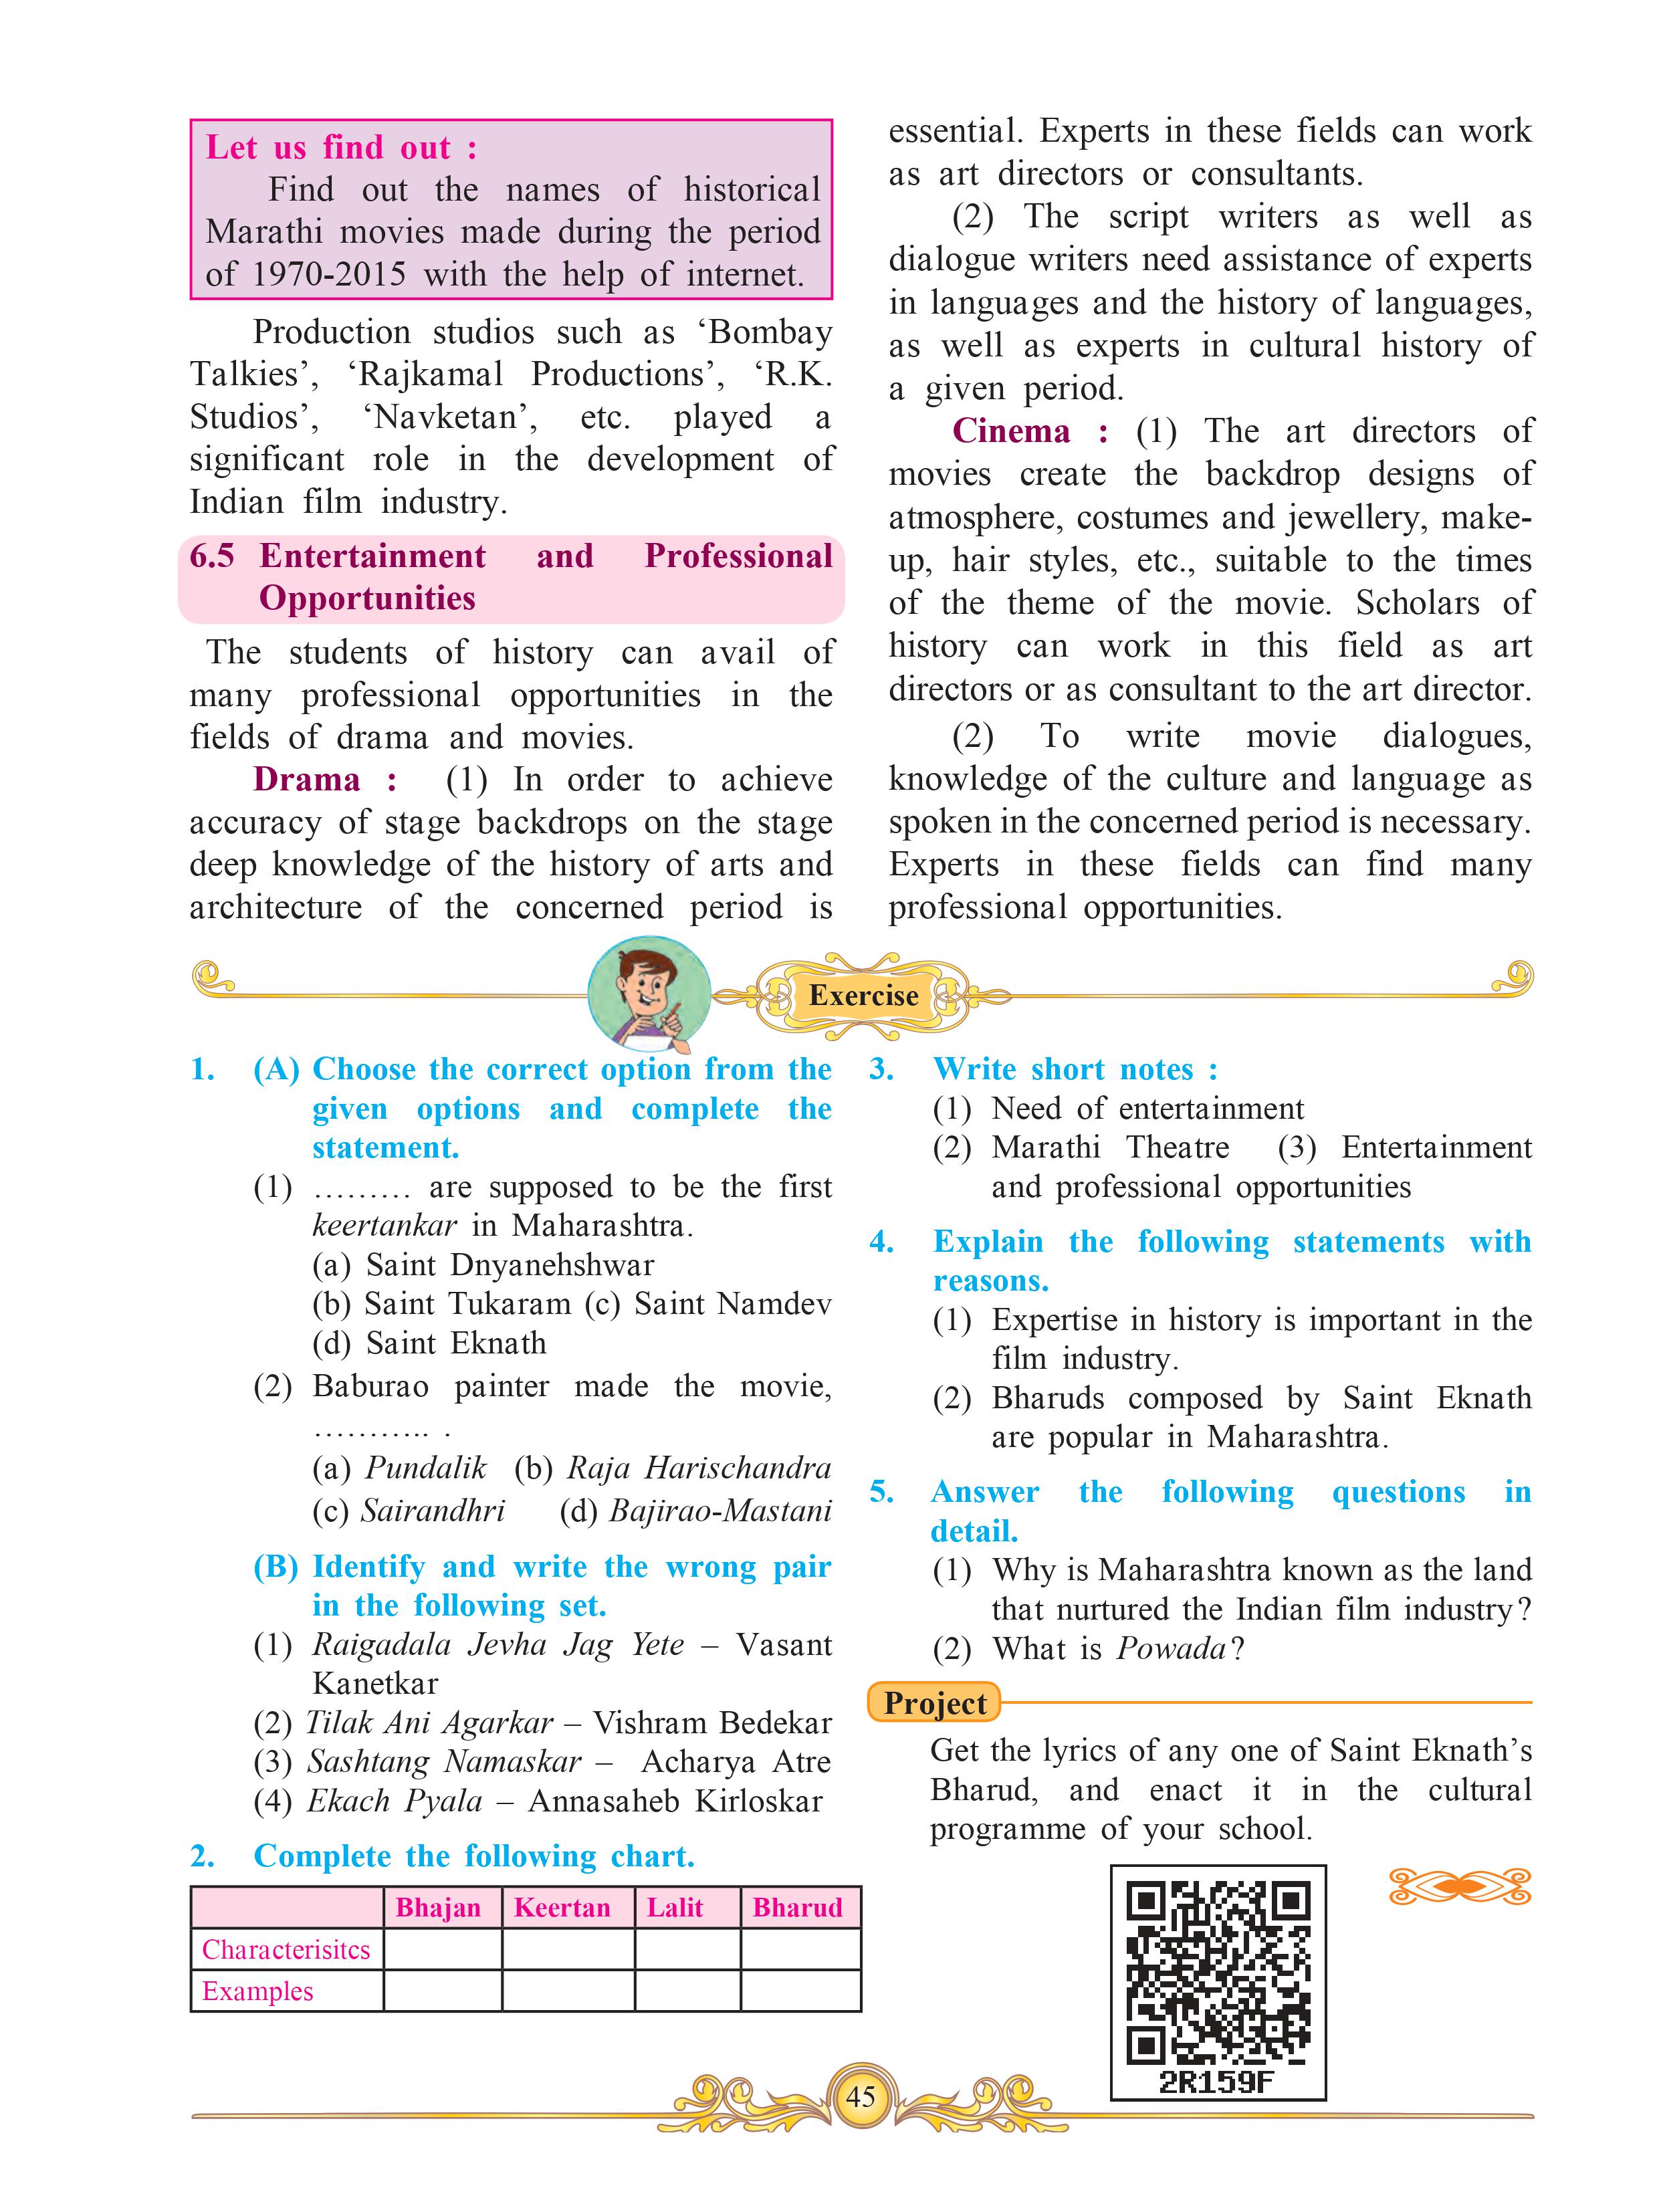 Let us find out :
Find out the names of historical
Marathi movies made during the period
of 1970-2015 with the help of internet.
Production studios such as ‘Bombay
Talkies’, ‘Rajkamal Productions’, ‘R.K.
Studios’, ‘Navketan’, etc. played a
significant role in the development of
Indian film industry.
6.5 Entertainment and Professional
Opportunities
The students of history can avail of
many professional opportunities in the
fields of drama and movies.
Drama : (1) In order to achieve
accuracy of stage backdrops on the stage
deep knowledge of the history of arts and
architecture of the concerned period is
essential. Experts in these fields can work
as art directors or consultants.
(2) The script writers as well as
dialogue writers need assistance of experts
in languages and the history of languages,
as well as experts in cultural history of
a given period.
Cinema : (1) The art directors of
movies create the backdrop designs of
atmosphere, costumes and jewellery, make-
up, hair styles, etc., suitable to the times
of the theme of the movie. Scholars of
history can work in this field as art
directors or as consultant to the art director.
(2) To write movie dialogues,
knowledge of the culture and language as
spoken in the concerned period is necessary.
Experts in these fields can find many
professional opportunities.
Exercise
1. (A) Choose the correct option from the
given options and complete the
statement.
(1) ......... are supposed to be the first
keertankar in Maharashtra.
(a) Saint Dnyanehshwar
(b) Saint Tukaram (c) Saint Namdev
(d) Saint Eknath
(2) Baburao painter made the movie,
........... .
(a) Pundalik (b) Raja Harischandra
(c) Sairandhri (d) Bajirao-Mastani
(B) Identify and write the wrong pair
in the following set.
(1) Raigadala Jevha Jag Yete – Vasant
Kanetkar
(2) Tilak Ani Agarkar – Vishram Bedekar
(3) Sashtang Namaskar – Acharya Atre
(4) Ekach Pyala – Annasaheb Kirloskar
2. Complete the following chart.
Bhajan Keertan Lalit Bharud
Characterisitcs
Examples
3. Write short notes :
(1) Need of entertainment
(2) Marathi Theatre (3) Entertainment
and professional opportunities
4. Explain the following statements with
reasons.
(1) Expertise in history is important in the
film industry.
(2) Bharuds composed by Saint Eknath
are popular in Maharashtra.
5. Answer the following questions in
detail.
(1) Why is Maharashtra known as the land
that nurtured the Indian film industry?
(2) What is Powada?
Project
Get the lyrics of any one of Saint Eknath’s
Bharud, and enact it in the cultural
programme of your school.
2R159F
45